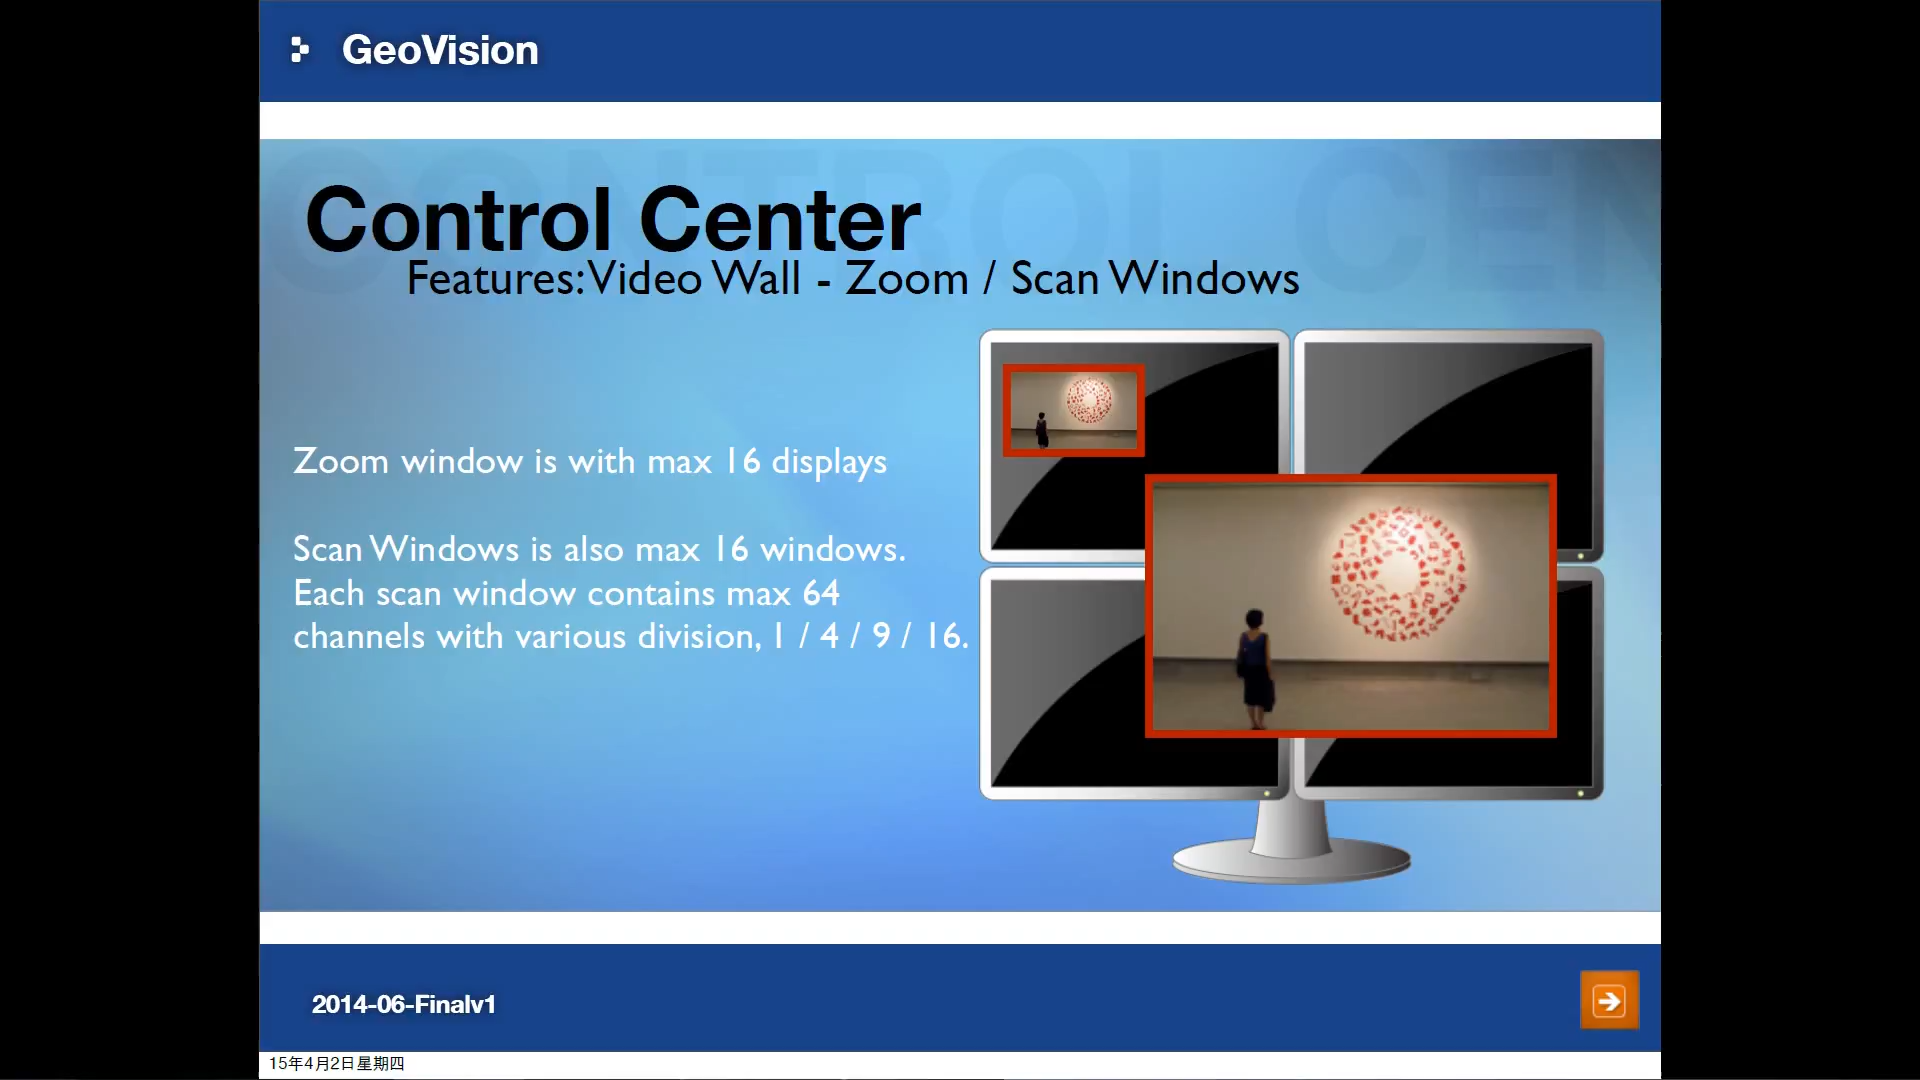 GeoVision
CONTROL CEN
Control Center
Features: Video Wall - Zoom / Scan Windows
Zoom window is with max 16 displays
Scan Windows is also max 16 windows.
Each scan window contains max 64
channels with various division, 1 / 4 / 9 / 16.
2014-06-Finalv1
15年4月2日星期四